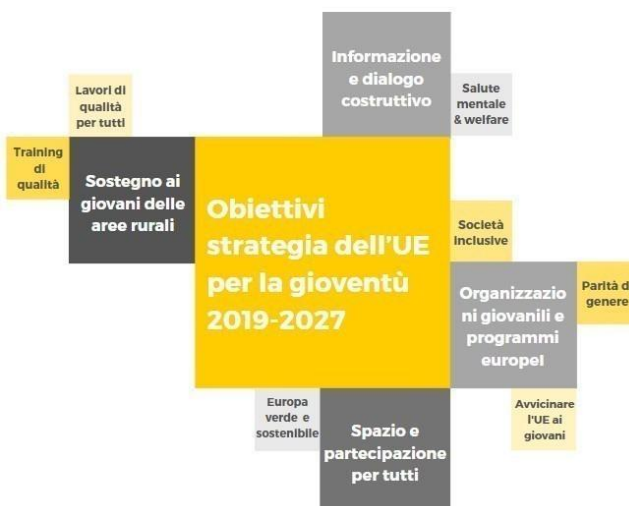 Informazione
e dialogo
costruttivo
Salute
mentale
& welfare
Lavori di
qualità
per tutti
Training
di
qualità
Sostegno ai
giovani delle
aree rurali
Obiettivi
strategia dell'UE
per la gioventù
2019-2027
Società
inclusive
Organizzazio
ni giovanili e
programmi
europei
Parità d
genere
Europa
verde e
sostenibile
Spazio e
partecipazione
per tutti
Avvicinare
l'UE ai
giovani